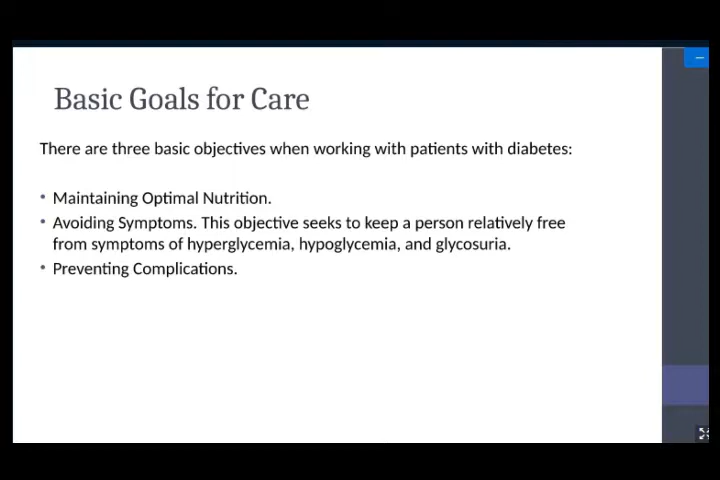 Basic Goals for Care
There are three basic objectives when working with patients with diabetes:
• Maintaining Optimal Nutrition.
• Avoiding Symptoms. This objective seeks to keep a person relatively free
from symptoms of hyperglycemia, hypoglycemia, and glycosuria.
• Preventing Complications.